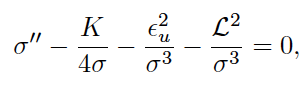 σ'' − K/4σ − ϵ_u^2/σ^3 − ℒ^2/σ^3 = 0,